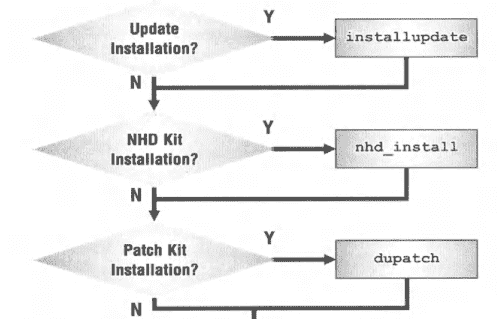 Update
Installation?
Y
installupdate
N
NHD Kit
Installation?
Y
nhd_install
N
Patch Kit
Installation?
Y
dupatch
N